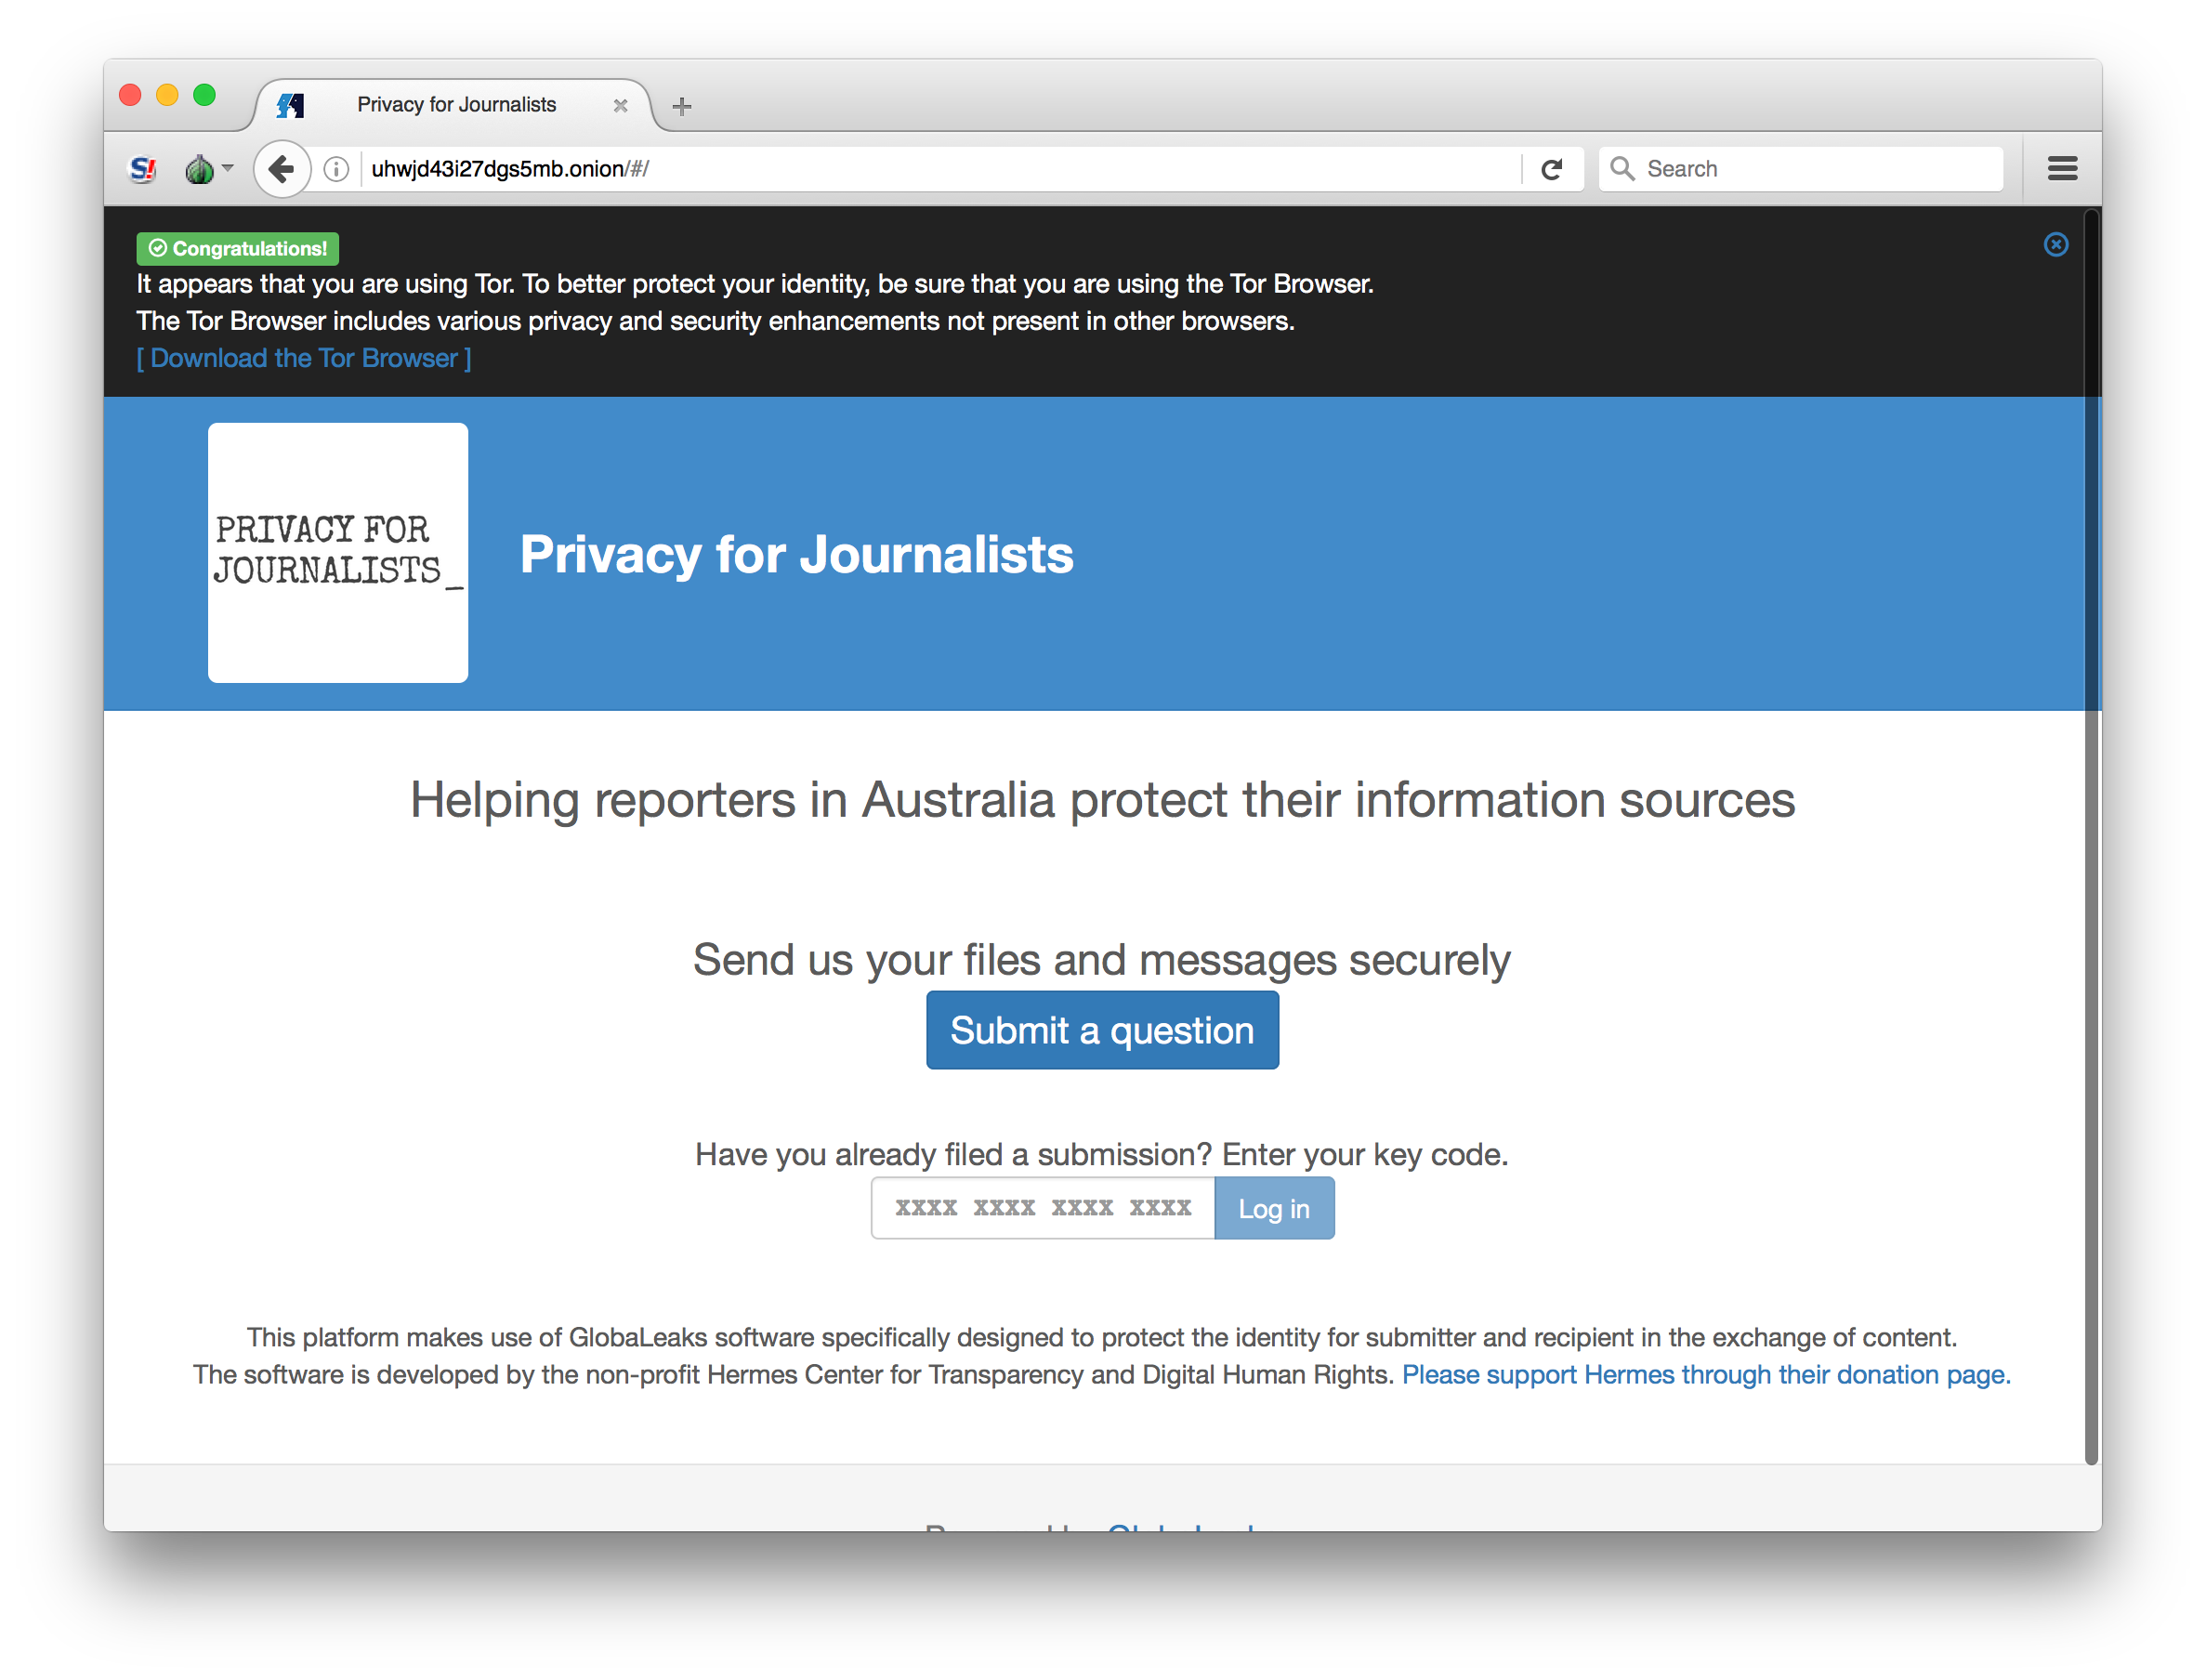 Privacy for Journalists
S!
uhwjd43i27dgs5mb.onion/#/
Search
Congratulations!
It appears that you are using Tor. To better protect your identity, be sure that you are using the Tor Browser.
The Tor Browser includes various privacy and security enhancements not present in other browsers.
[ Download the Tor Browser ]
PRIVACY FOR
JOURNALISTS_
Privacy for Journalists
Helping reporters in Australia protect their information sources
Send us your files and messages securely
Submit a question
Have you already filed a submission? Enter your key code.
xxxx xxxx xxxx xxxx
Log in
This platform makes use of GlobaLeaks software specifically designed to protect the identity for submitter and recipient in the exchange of content.
The software is developed by the non-profit Hermes Center for Transparency and Digital Human Rights. Please support Hermes through their donation page.